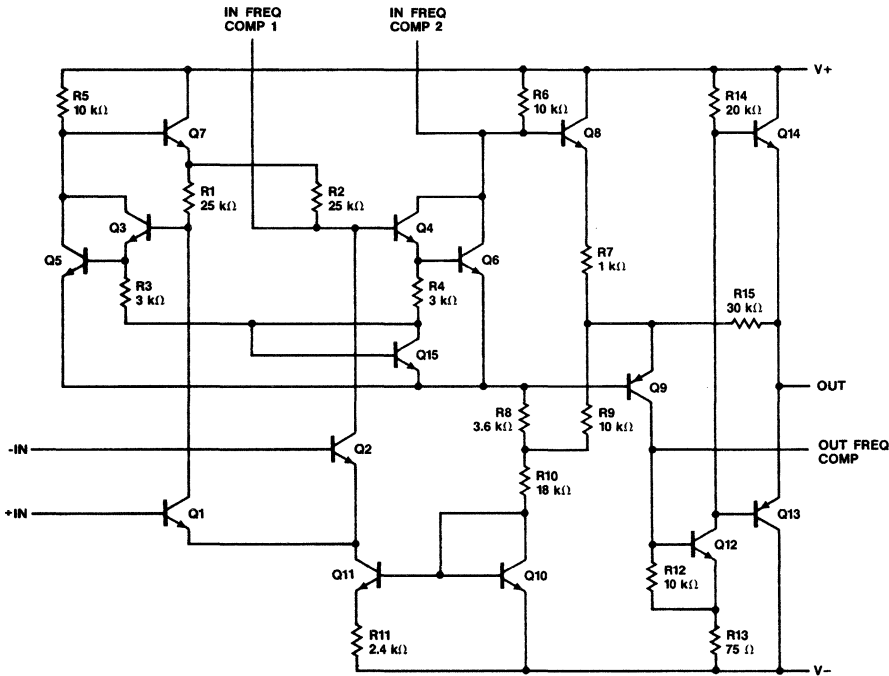 IN FREQ
COMP 1
IN FREQ
COMP 2
V+
R5
10 kΩ
Q7
R6
10 kΩ
Q8
R14
20 kΩ
Q14
R1
25 kΩ
R2
25 kΩ
Q3
Q4
Q5
Q6
R3
3 kΩ
R4
3 kΩ
R7
1 kΩ
R15
30 kΩ
Q15
Q9
OUT
R8
3.6 kΩ
R9
10 kΩ
-IN
Q2
OUT FREQ
COMP
R10
18 kΩ
+IN
Q1
Q13
Q12
Q11
Q10
R12
10 kΩ
R11
2.4 kΩ
R13
75 Ω
V-